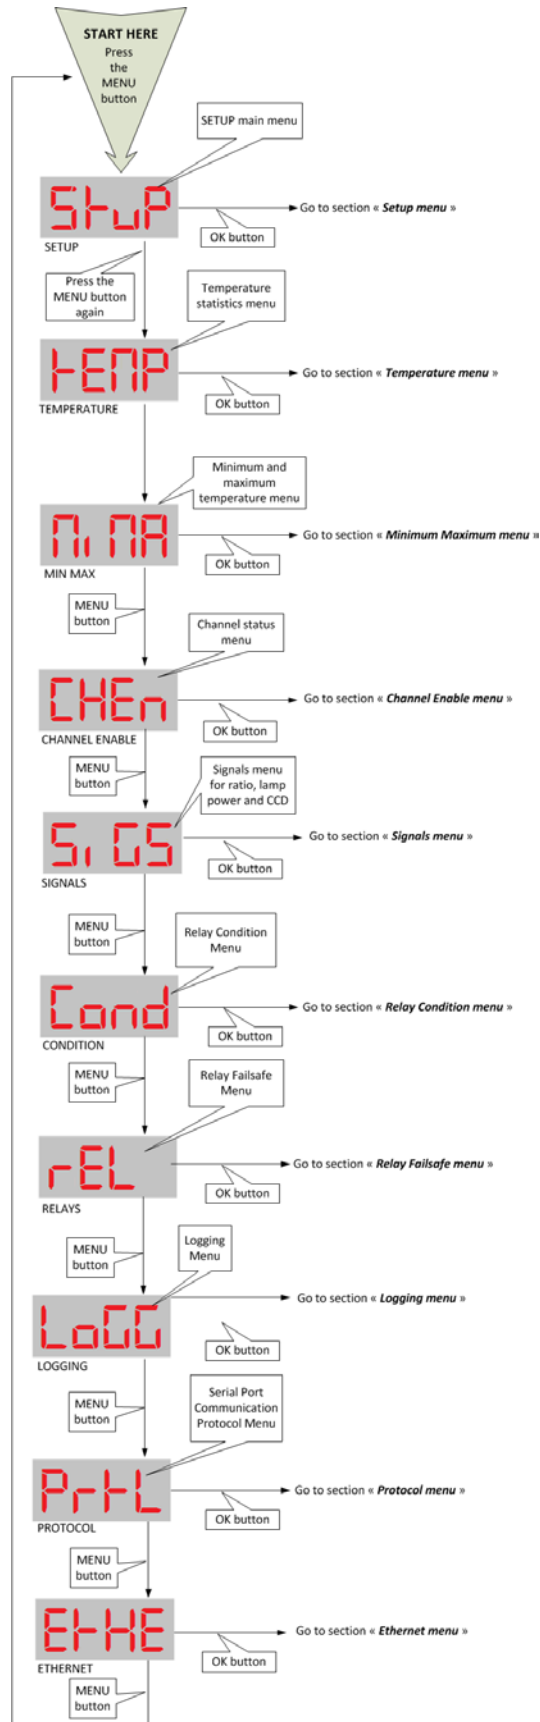 START HERE
Press
the
MENU
button
SETUP main menu
StuP
Go to section « Setup menu »
OK button
SETUP
Press the
MENU button
again
Temperature
statistics menu
tEMP
Go to section « Temperature menu »
OK button
TEMPERATURE
Minimum and
maximum
temperature menu
Mi MA
Go to section « Minimum Maximum menu »
OK button
MIN MAX
MENU
button
Channel status
menu
CHEn
Go to section « Channel Enable menu »
OK button
CHANNEL ENABLE
MENU
button
Signals menu
for ratio, lamp
power and CCD
Si GS
Go to section « Signals menu »
OK button
SIGNALS
MENU
button
Relay Condition
Menu
Cond
Go to section « Relay Condition menu »
OK button
CONDITION
MENU
button
Relay Failsafe
Menu
rEL
Go to section « Relay Failsafe menu »
OK button
RELAYS
MENU
button
Logging
Menu
LoGG
Go to section « Logging menu »
OK button
LOGGING
MENU
button
Serial Port
Communication
Protocol Menu
PrtL
Go to section « Protocol menu »
OK button
PROTOCOL
MENU
button
EtHE
Go to section « Ethernet menu »
OK button
ETHERNET
MENU
button